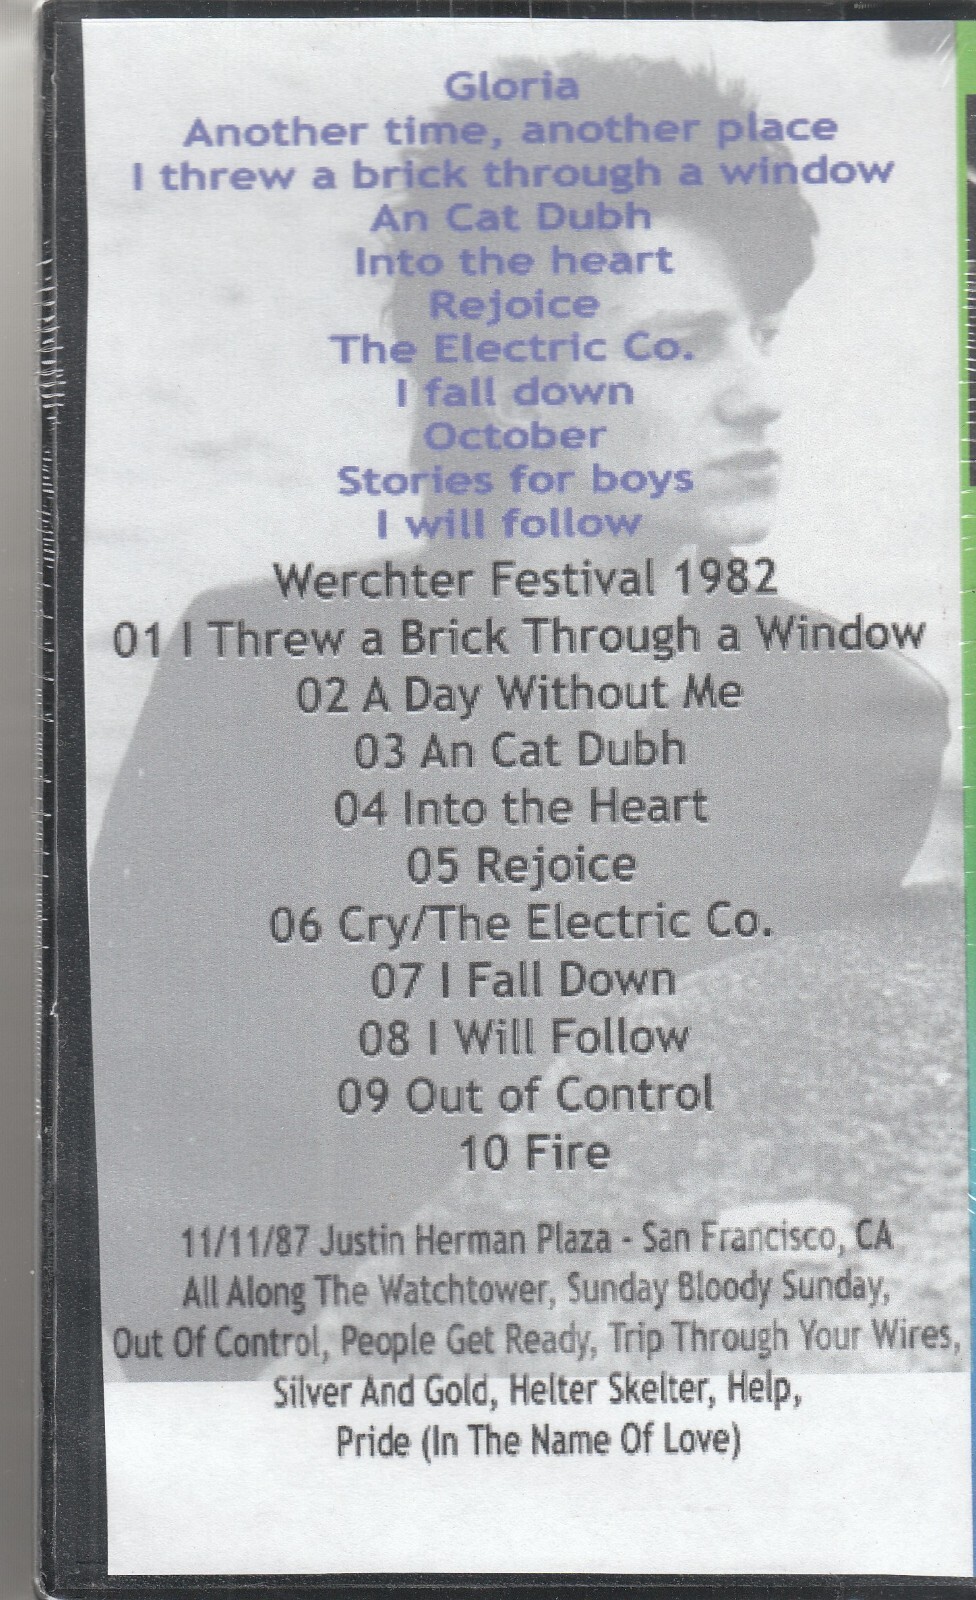 Gloria
Another time, another place
I threw a brick through a window
An Cat Dubh
Into the heart
Rejoice
The Electric Co.
I fall down
October
Stories for boys
I will follow
Werchter Festival 1982
01 I Threw a Brick Through a Window
02 A Day Without Me
03 An Cat Dubh
04 Into the Heart
05 Rejoice
06 Cry/The Electric Co.
07 I Fall Down
08 I Will Follow
09 Out of Control
10 Fire
11/11/87 Justin Herman Plaza - San Francisco, CA
All Along The Watchtower, Sunday Bloody Sunday,
Out Of Control, People Get Ready, Trip Through Your Wires,
Silver And Gold, Helter Skelter, Help,
Pride (In The Name Of Love)